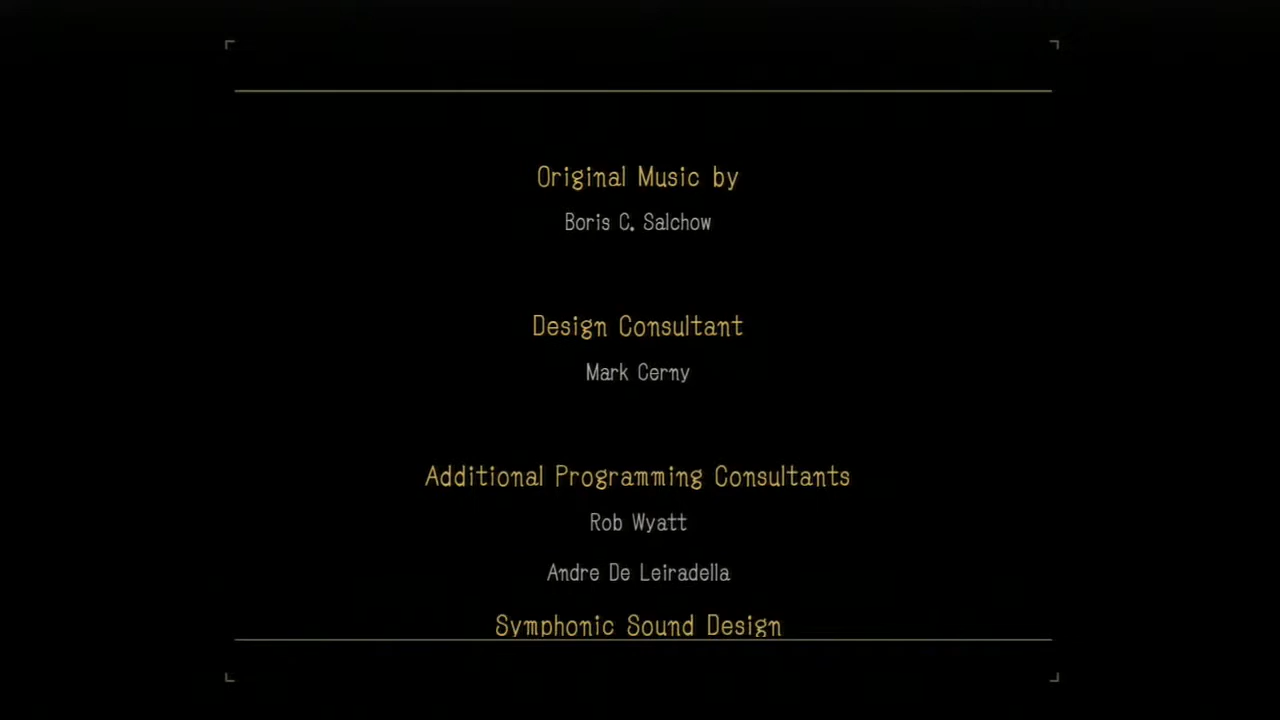 Original Music by
Boris C. Salchow
Design Consultant
Mark Cerny
Additional Programming Consultants
Rob Wyatt
Andre De Leiradella
Symphonic Sound Design